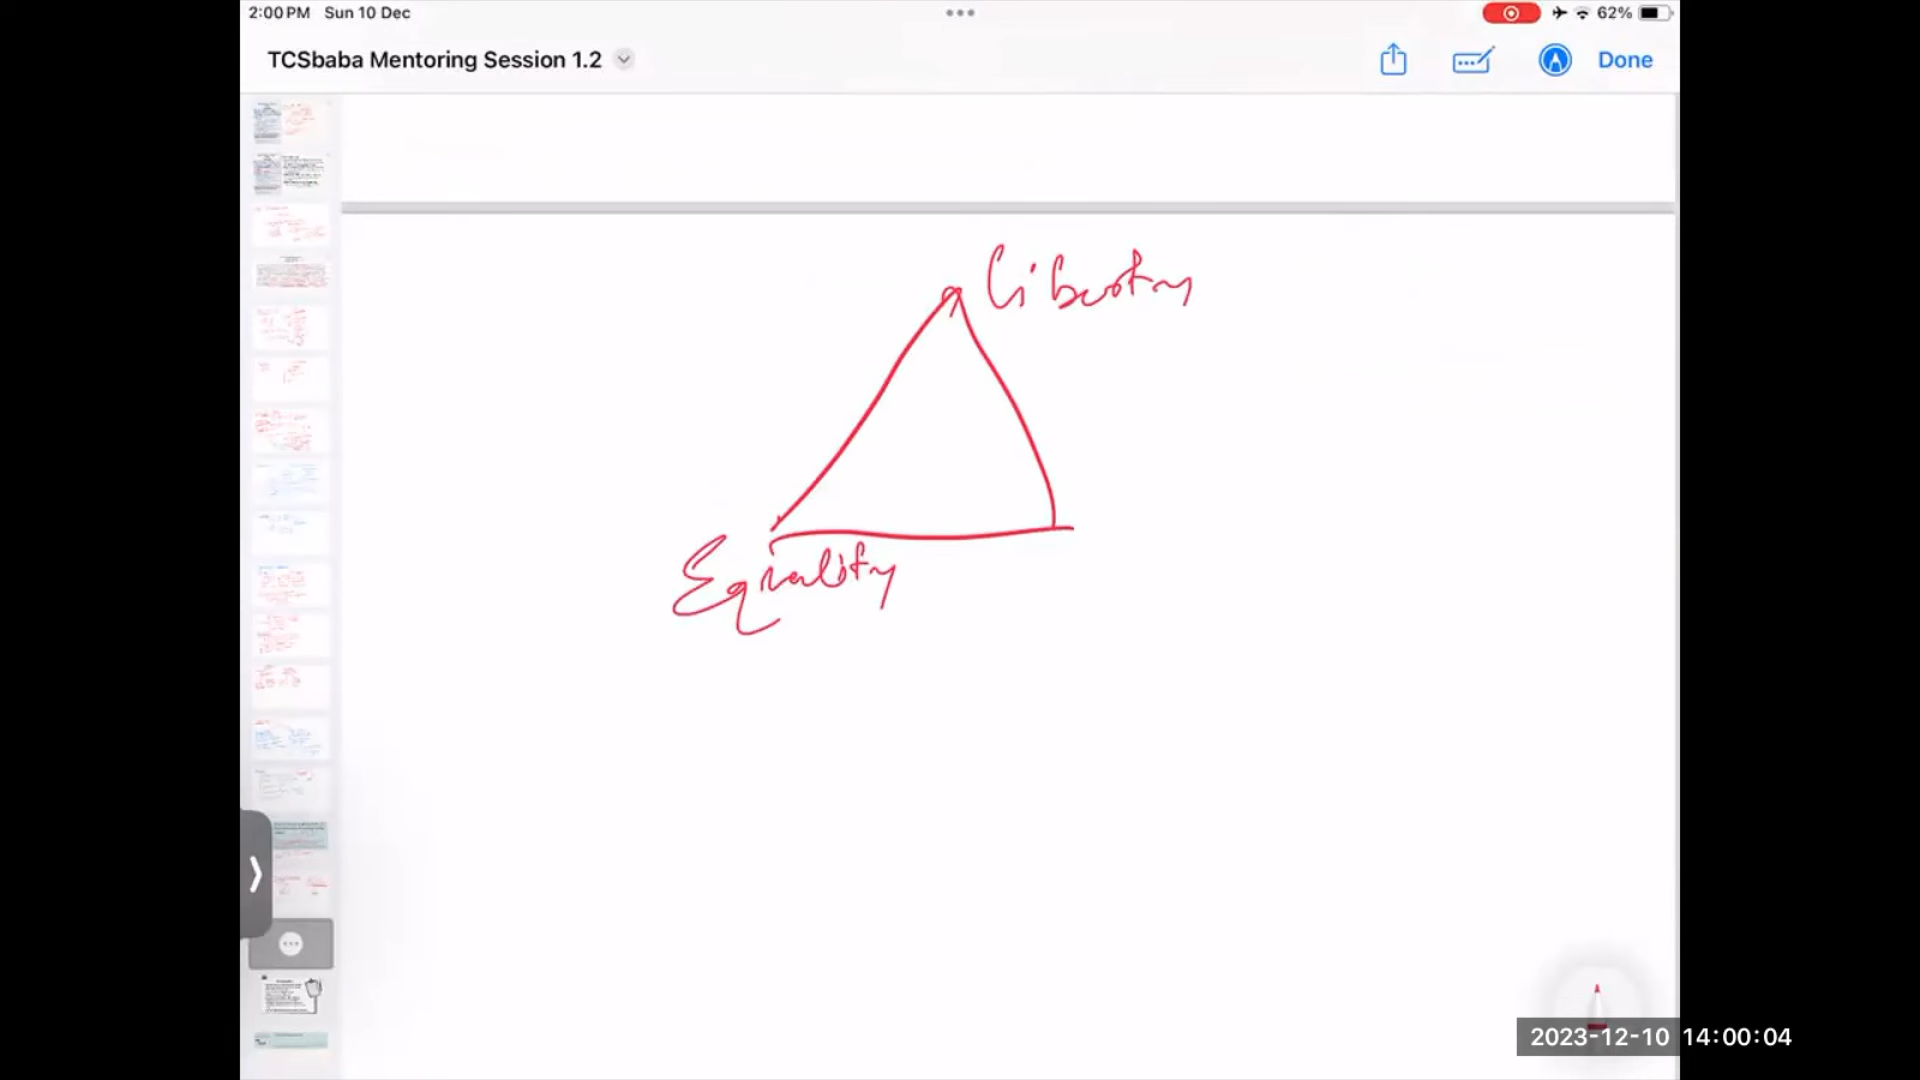 2:00 PM Sun 10 Dec
62%
TCSbaba Mentoring Session 1.2
Done
Liberty
Equality
2023-12-10 14:00:04